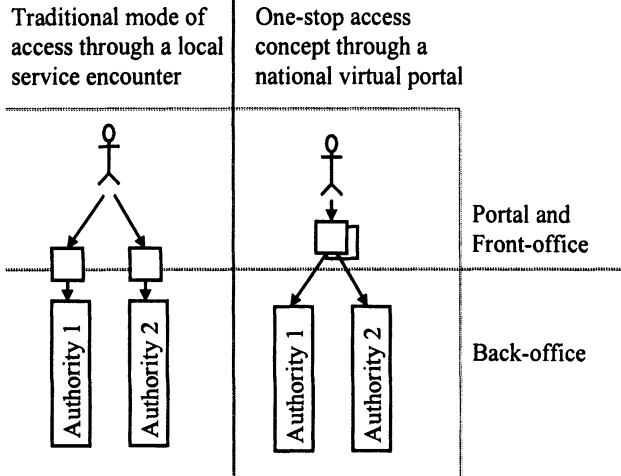 Traditional mode of
access through a local
service encounter
One-stop access
concept through a
national virtual portal
Portal and
Front-office
Authority 1
Authority 2
Authority 1
Authority 2
Back-office